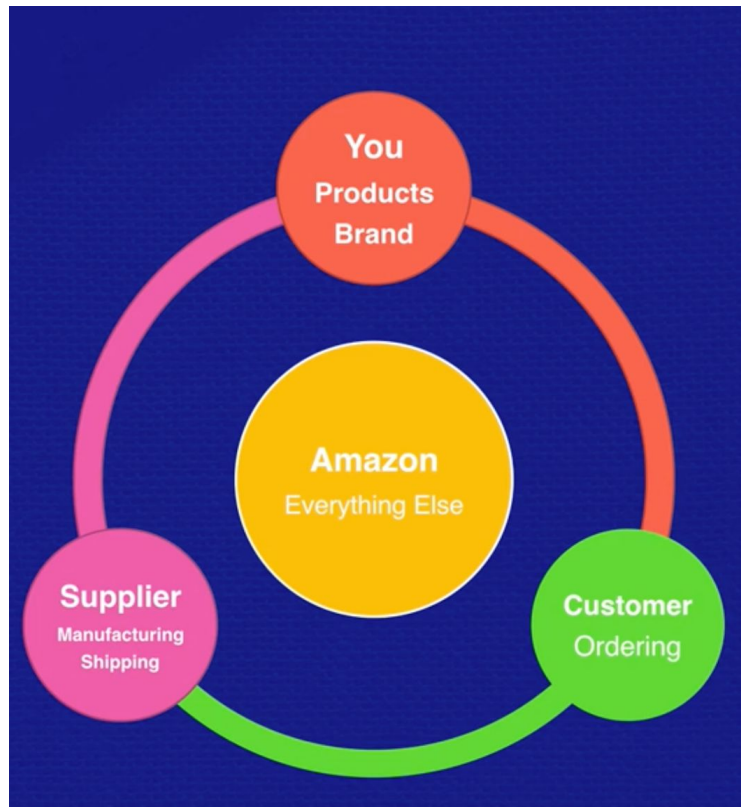 You
Products
Brand
Amazon
Everything Else
Supplier
Manufacturing
Shipping
Customer
Ordering